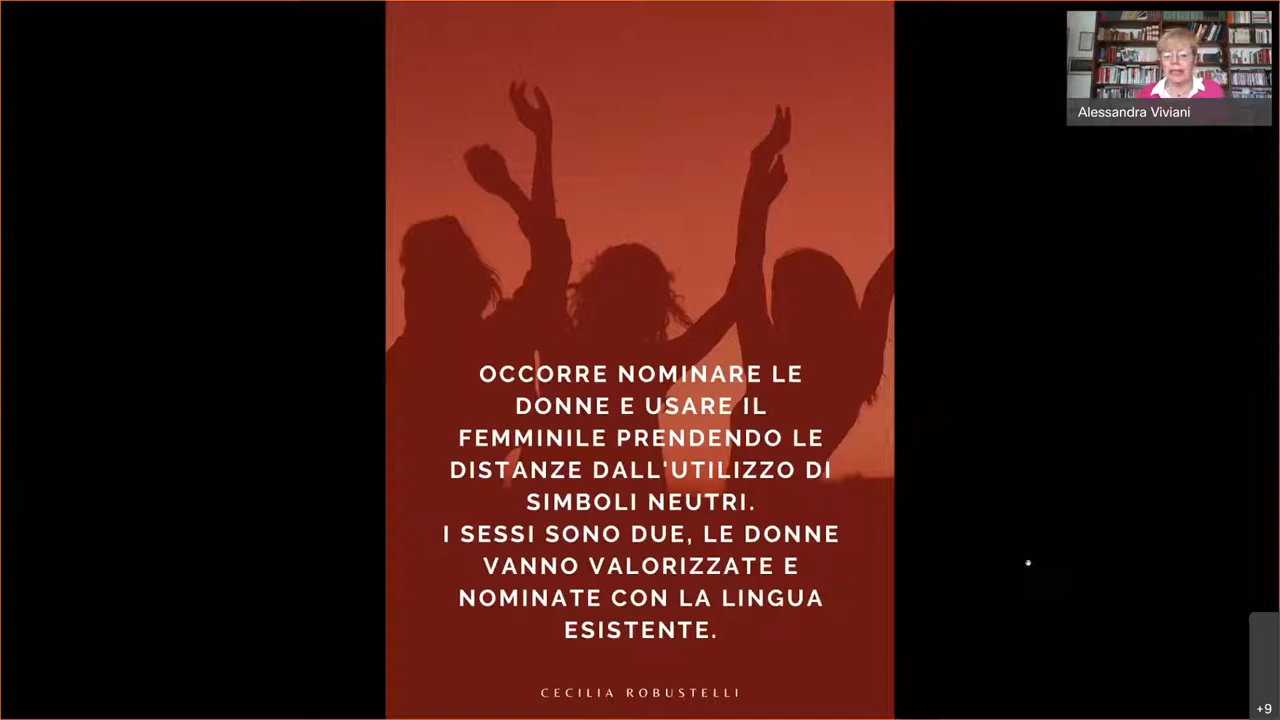 Alessandra Viviani
OCCORRE NOMINARE LE
DONNE E USARE IL
FEMMINILE PRENDENDO LE
DISTANZE DALL'UTILIZZO DI
SIMBOLI NEUTRI.
I SESSI SONO DUE, LE DONNE
VANNO VALORIZZATE E
NOMINATE CON LA LINGUA
ESISTENTE.
CECILIA ROBUSTELLI
+9